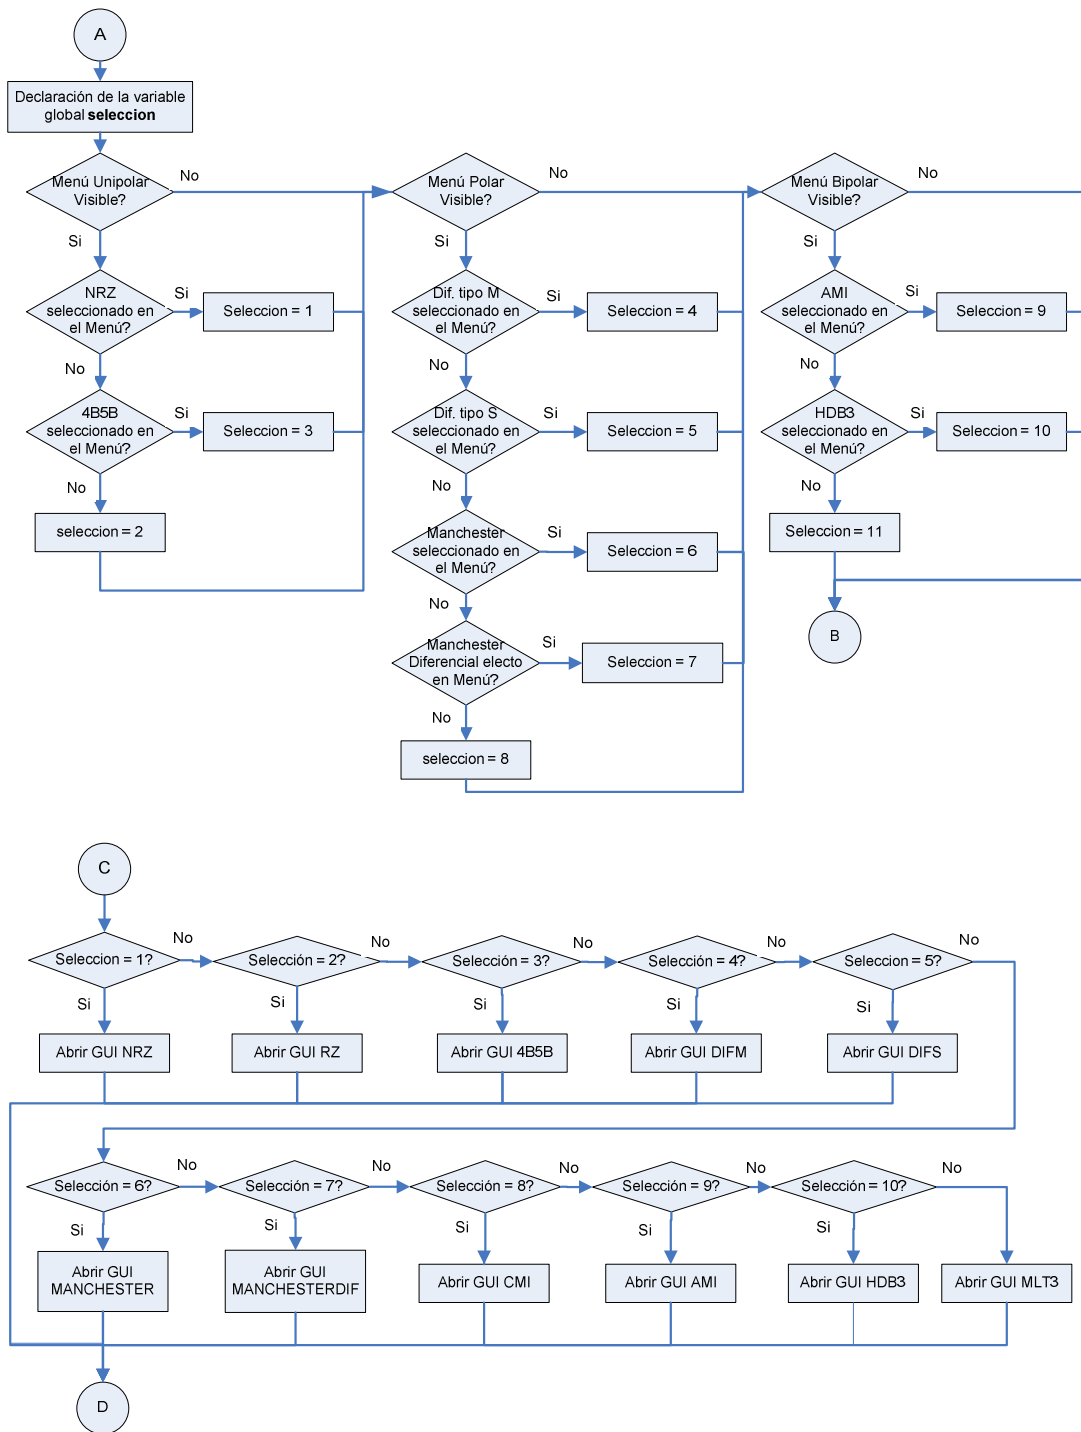 A
Declaración de la variable
global seleccion
Menú Unipolar
Visible?
No
Si
NRZ
seleccionado en
el Menú?
Si
Seleccion = 1
No
4B5B
seleccionado en
el Menú?
Si
Seleccion = 3
No
seleccion = 2
Menú Polar
Visible?
No
Si
Dif. tipo M
seleccionado en
el Menú?
Si
Seleccion = 4
No
Dif. tipo S
seleccionado en
el Menú?
Si
Seleccion = 5
No
Manchester
seleccionado en
el Menú?
Si
Seleccion = 6
No
Manchester
Diferencial electo
en Menú?
Si
Seleccion = 7
No
seleccion = 8
Menú Bipolar
Visible?
No
Si
AMI
seleccionado en
el Menú?
Si
Seleccion = 9
No
HDB3
seleccionado en
el Menú?
Si
Seleccion = 10
No
Seleccion = 11
B
C
Seleccion = 1?
No
Selección = 2?
No
Selección = 3?
No
Selección = 4?
No
Seleccion = 5?
No
Si
Si
Si
Si
Si
Abrir GUI NRZ
Abrir GUI RZ
Abrir GUI 4B5B
Abrir GUI DIFM
Abrir GUI DIFS
Selección = 6?
No
Selección = 7?
No
Selección = 8?
No
Selección = 9?
No
Selección = 10?
No
Si
Si
Si
Si
Si
Abrir GUI
MANCHESTER
Abrir GUI
MANCHESTERDIF
Abrir GUI CMI
Abrir GUI AMI
Abrir GUI HDB3
Abrir GUI MLT3
D